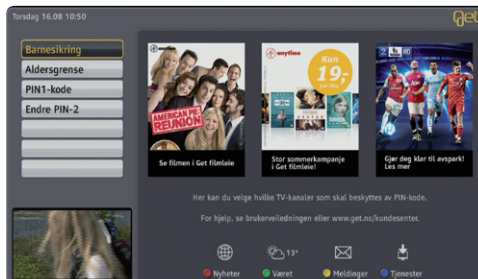 Torsdag 16.08 10:50
Get
Barnesikring
Aldersgrense
PIN1-kode
Endre PIN-2
anytime
AMERICAN PIE
REUNION
Se filmen i Get filmleie
anytime
Kun
19,-
Stor sommerkampanje
i Get filmleie!
2 HD
Gjør deg klar til avspark!
Les mer
Her kan du velge hvilke TV-kanaler som skal beskyttes av PIN-kode.
For hjelp, se brukerveiledningen eller www.get.no/kundesenter.
13°
Nyheter
Været
Meldinger
Tjenester